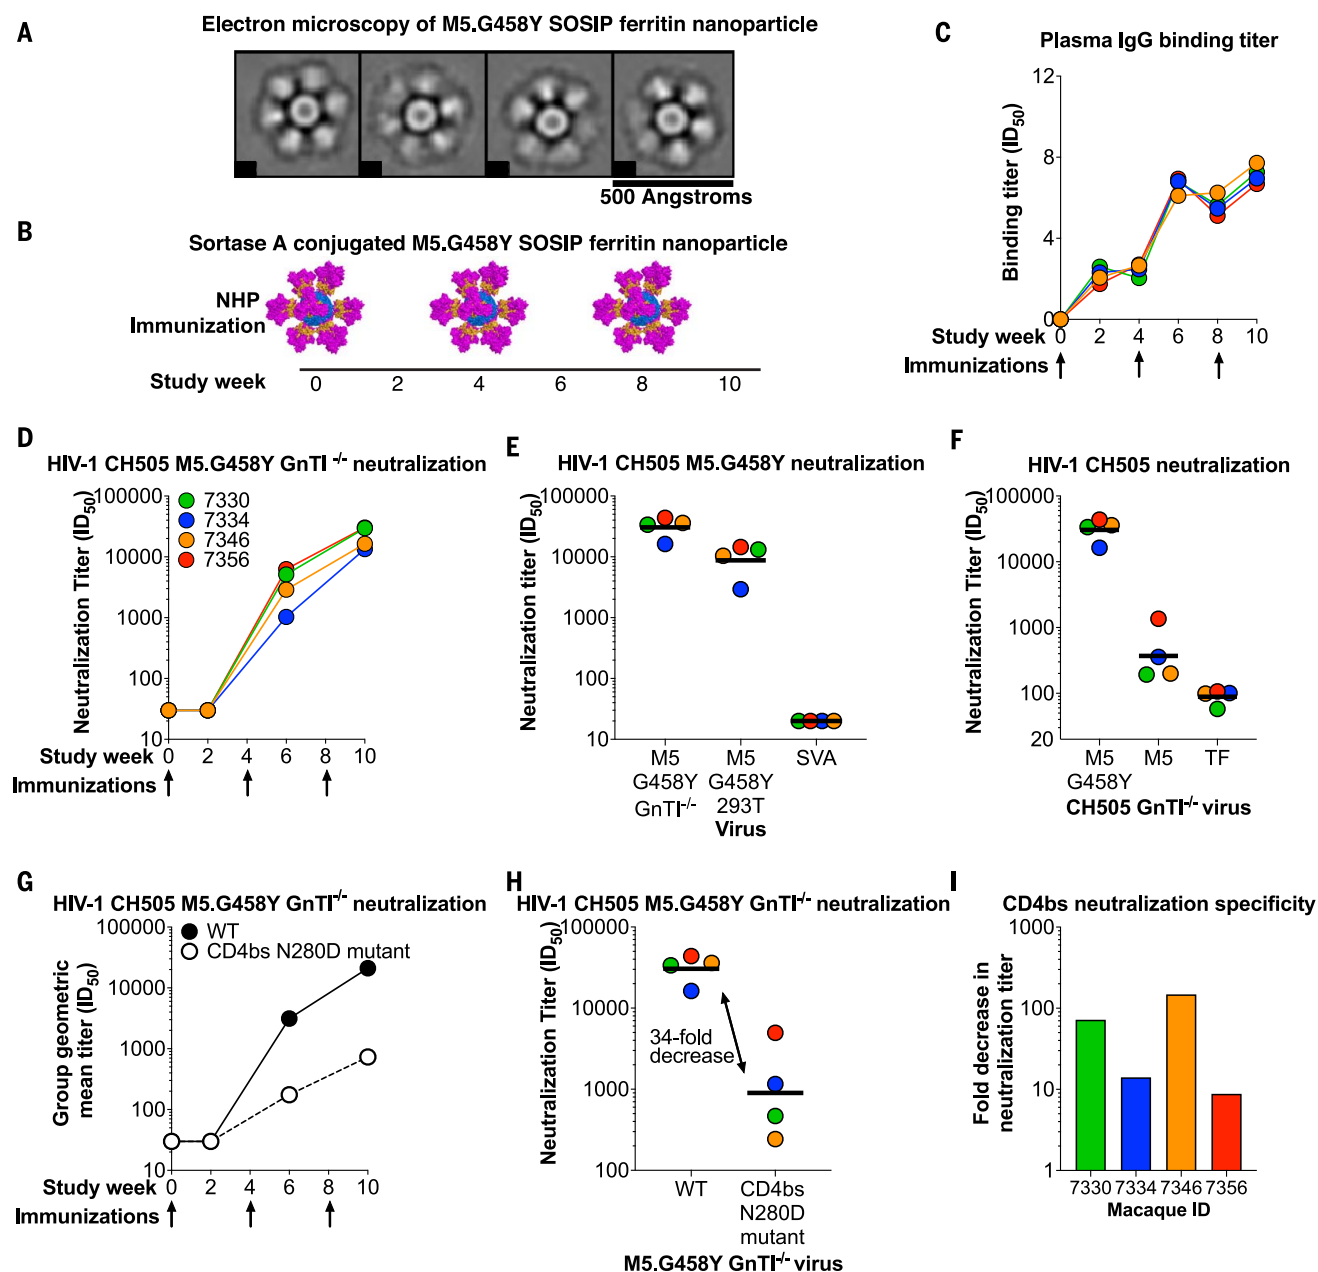 A
Electron microscopy of M5.G458Y SOSIP ferritin nanoparticle
500 Angstroms
B
Sortase A conjugated M5.G458Y SOSIP ferritin nanoparticle
NHP
Immunization
Study week
0 2 4 6 8 10
C
Plasma IgG binding titer
Binding titer (ID50)
12
8
4
0
Study week 0 2 4 6 8 10
Immunizations
D
HIV-1 CH505 M5.G458Y GnTI -/- neutralization
Neutralization Titer (ID50)
100000
10000
1000
100
10
7330
7334
7346
7356
Study week 0 2 4 6 8 10
Immunizations
E
HIV-1 CH505 M5.G458Y neutralization
Neutralization titer (ID50)
100000
10000
1000
100
10
M5
G458Y
GnTI-/-
M5
G458Y
293T
SVA
Virus
F
HIV-1 CH505 neutralization
Neutralization Titer (ID50)
100000
10000
1000
100
20
M5
G458Y
M5
TF
CH505 GnTI-/- virus
G
HIV-1 CH505 M5.G458Y GnTI-/- neutralization
Group geometric
mean titer (ID50)
100000
10000
1000
100
10
WT
CD4bs N280D mutant
Study week 0 2 4 6 8 10
Immunizations
H
HIV-1 CH505 M5.G458Y GnTI-/- neutralization
Neutralization Titer (ID50)
100000
10000
1000
100
34-fold
decrease
WT
CD4bs
N280D
mutant
M5.G458Y GnTI-/- virus
I
CD4bs neutralization specificity
Fold decrease in
neutralization titer
1000
100
10
1
7330 7334 7346 7356
Macaque ID